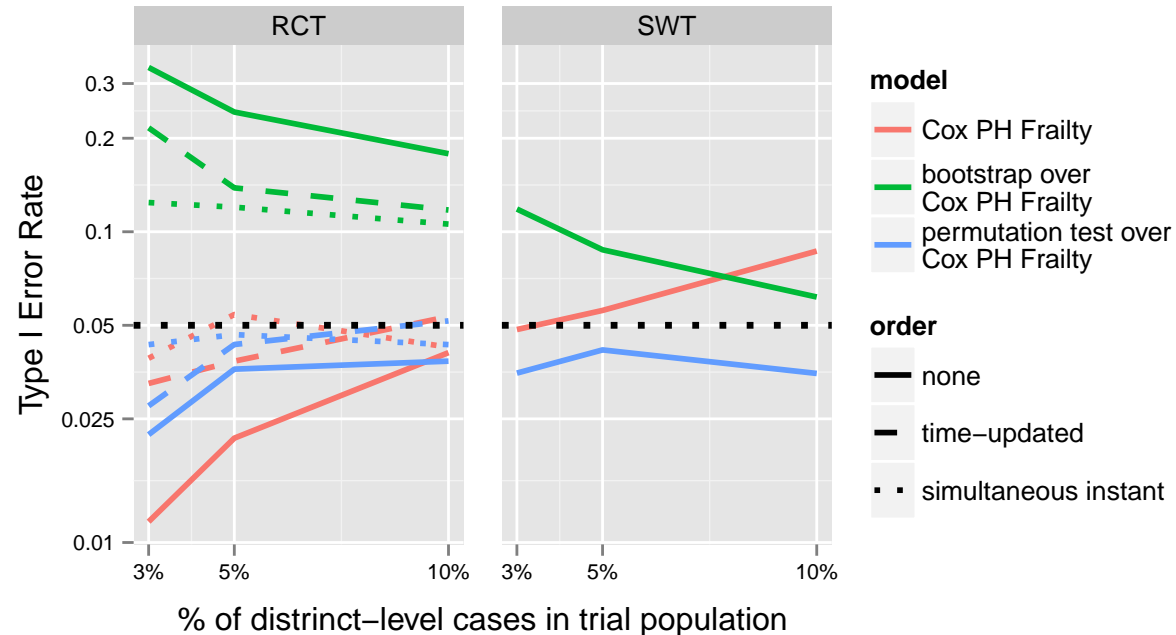 RCT
SWT
0.3
0.2
0.1
0.05
0.025
0.01
Type I Error Rate
3%
5%
10%
3%
5%
10%
% of distrinct−level cases in trial population
model
Cox PH Frailty
bootstrap over
Cox PH Frailty
permutation test over
Cox PH Frailty
order
none
time−updated
simultaneous instant